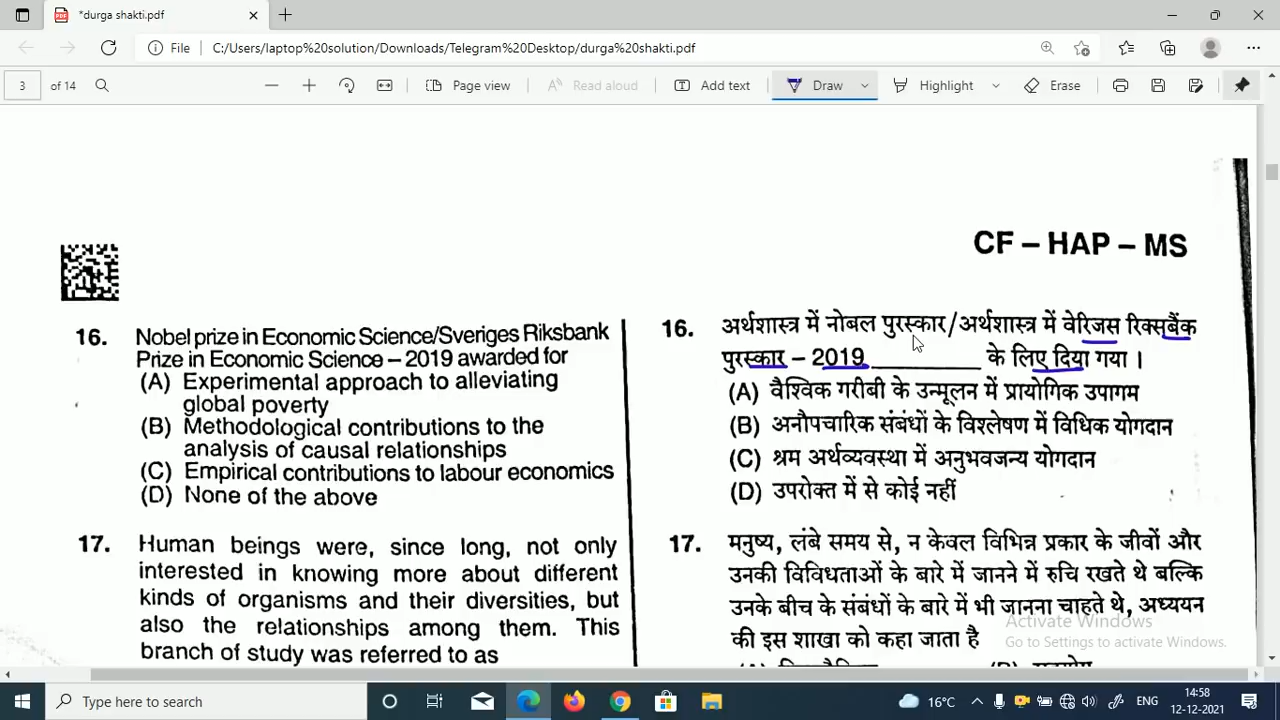 *durga shakti.pdf
File C:/Users/laptop%20solution/Downloads/Telegram%20Desktop/durga%20shakti.pdf
3 of 14 Page view Read aloud Add text Draw Highlight Erase
CF – HAP – MS
16. Nobel prize in Economic Science/Sveriges Riksbank
Prize in Economic Science – 2019 awarded for
(A) Experimental approach to alleviating
global poverty
(B) Methodological contributions to the
analysis of causal relationships
(C) Empirical contributions to labour economics
(D) None of the above
17. Human beings were, since long, not only
interested in knowing more about different
kinds of organisms and their diversities, but
also the relationships among them. This
branch of study was referred to as
16. अर्थशास्त्र में नोबल पुरस्कार/अर्थशास्त्र में वेरिजस रिक्सबैंक
पुरस्कार – 2019 ________ के लिए दिया गया ।
(A) वैश्विक गरीबी के उन्मूलन में प्रायोगिक उपागम
(B) अनौपचारिक संबंधों के विश्लेषण में विधिक योगदान
(C) श्रम अर्थव्यवस्था में अनुभवजन्य योगदान
(D) उपरोक्त में से कोई नहीं
17. मनुष्य, लंबे समय से, न केवल विभिन्न प्रकार के जीवों और
उनकी विविधताओं के बारे में जानने में रुचि रखते थे बल्कि
उनके बीच के संबंधों के बारे में भी जानना चाहते थे, अध्ययन
की इस शाखा को कहा जाता है
Activate Windows
Go to Settings to activate Windows.
Type here to search
16°C ENG
14:58
12-12-2021